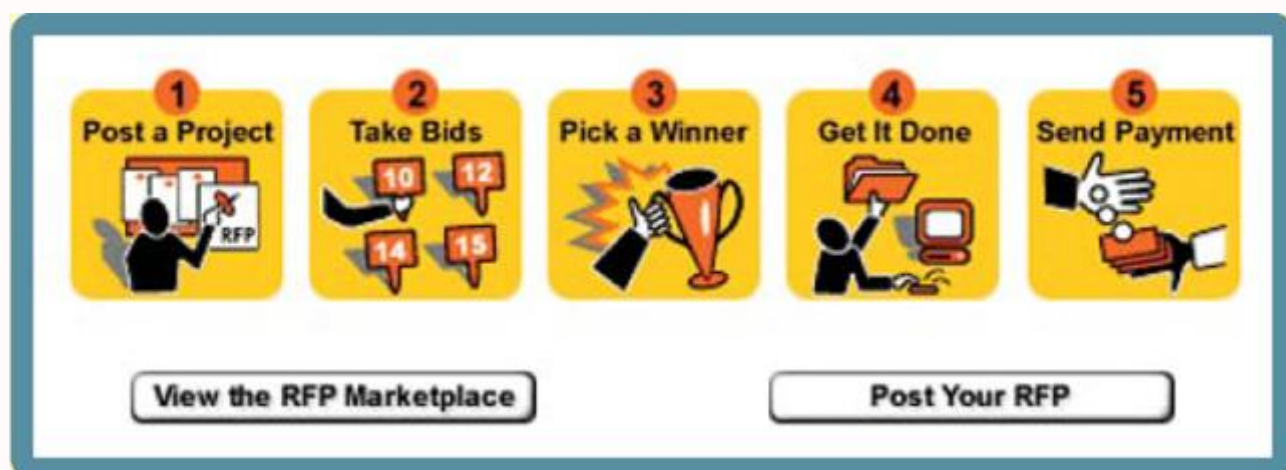 1
Post a Project
RFP
2
Take Bids
10
12
14
15
3
Pick a Winner
4
Get It Done
5
Send Payment
View the RFP Marketplace
Post Your RFP